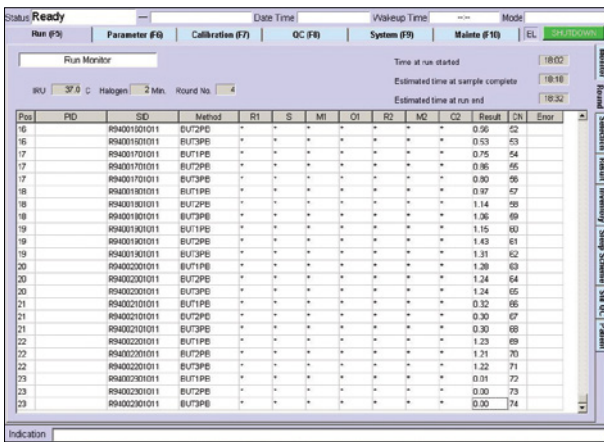 Status Ready — Date Time Wakeup Time --:-- Mode
Run (F5) Parameter (F6) Calibration (F7) QC (F8) System (F9) Mainte (F10) EL SHUTDOWN
Run Monitor
Time at run started 18:02
Estimated time at sample complete 18:18
IRU 37.0 C Halogen 2 Min. Round No. 4
Estimated time at run end 18:32
Pos PID SID Method R1 S M1 O1 R2 M2 O2 Result CN Error
16 R94001601011 BUT2PB * * * * * * * 0.56 52
16 R94001601011 BUT3PB * * * * * * * 0.53 53
17 R94001701011 BUT1PB * * * * * * * 0.75 54
17 R94001701011 BUT2PB * * * * * * * 0.86 55
17 R94001701011 BUT3PB * * * * * * * 0.80 56
18 R94001801011 BUT1PB * * * * * * * 0.97 57
18 R94001801011 BUT2PB * * * * * * * 1.14 58
18 R94001801011 BUT3PB * * * * * * * 1.06 59
19 R94001901011 BUT1PB * * * * * * * 1.15 60
19 R94001901011 BUT2PB * * * * * * * 1.43 61
19 R94001901011 BUT3PB * * * * * * * 1.31 62
20 R94002001011 BUT1PB * * * * * * * 1.28 63
20 R94002001011 BUT2PB * * * * * * * 1.24 64
20 R94002001011 BUT3PB * * * * * * * 1.24 65
21 R94002101011 BUT1PB * * * * * * * 0.32 66
21 R94002101011 BUT2PB * * * * * * * 0.30 67
21 R94002101011 BUT3PB * * * * * * * 0.30 68
22 R94002201011 BUT1PB * * * * * * * 1.23 69
22 R94002201011 BUT2PB * * * * * * * 1.21 70
22 R94002201011 BUT3PB * * * * * * * 1.22 71
23 R94002301011 BUT1PB * * * * * * * 0.01 72
23 R94002301011 BUT2PB * * * * * * * 0.00 73
23 R94002301011 BUT3PB * * * * * * * 0.00 74
Monitor
Round
Selective
Result
Inventory
Setup Scheme
Stat QC
Patient
Indication